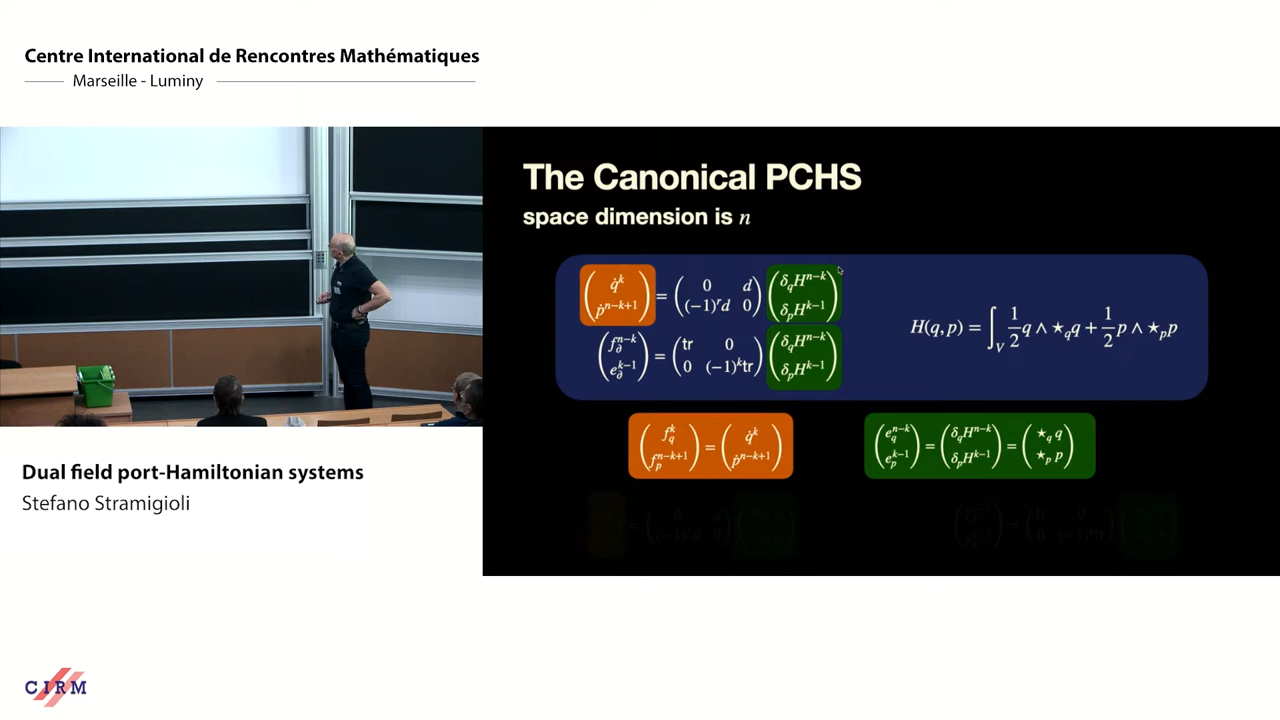 Centre International de Rencontres Mathématiques
Marseille - Luminy
The Canonical PCHS
space dimension is n
(q̇^k ; ṗ^{n-k+1}) = (0 d ; (-1)^r d 0) (δ_q H^{n-k} ; δ_p H^{k-1})
H(q,p) = ∫_V 1/2 q ∧ ⋆_q q + 1/2 p ∧ ⋆_p p
(f_∂^{n-k} ; e_∂^{k-1}) = (tr 0 ; 0 (-1)^k tr) (δ_q H^{n-k} ; δ_p H^{k-1})
(f_q^k ; f_p^{n-k+1}) = (q̇^k ; ṗ^{n-k+1})
(e_q^{n-k} ; e_p^{k-1}) = (δ_q H^{n-k} ; δ_p H^{k-1}) = (⋆_q q ; ⋆_p p)
Dual field port-Hamiltonian systems
Stefano Stramigioli
CIRM